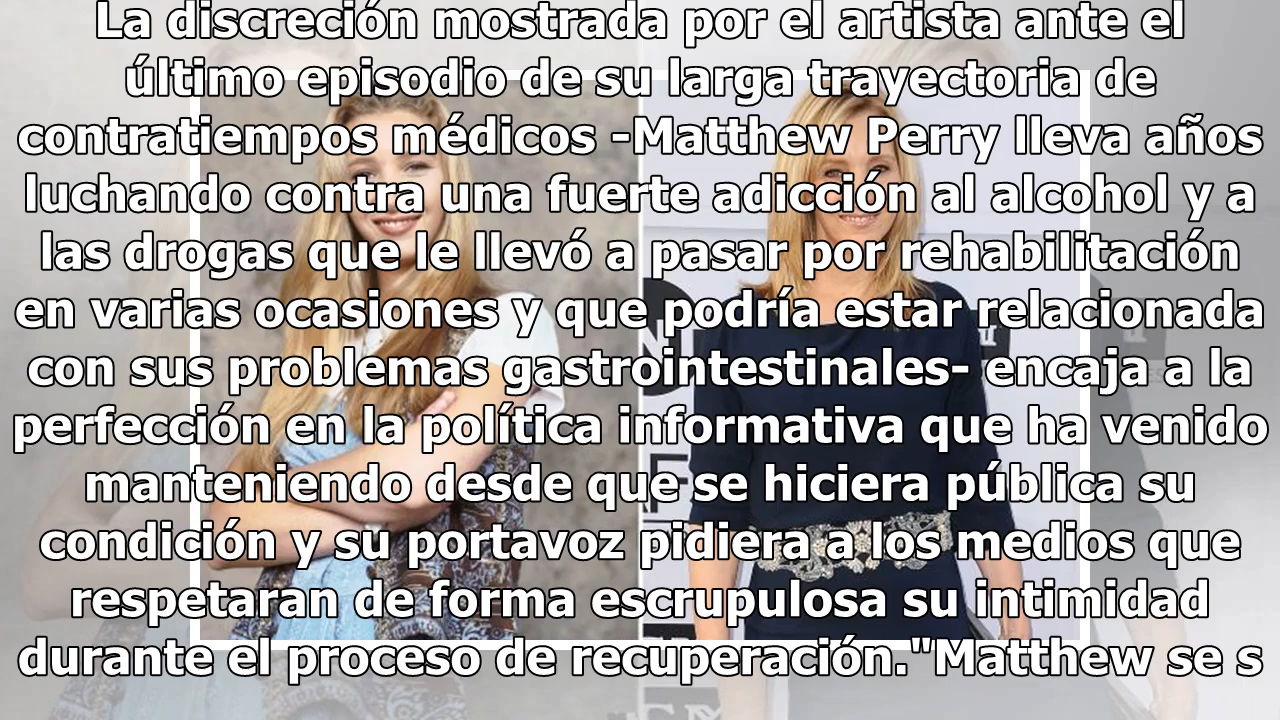 La discreción mostrada por el artista ante el
último episodio de su larga trayectoria de
contratiempos médicos -Matthew Perry lleva años
luchando contra una fuerte adicción al alcohol y a
las drogas que le llevó a pasar por rehabilitación
en varias ocasiones y que podría estar relacionada
con sus problemas gastrointestinales- encaja a la
perfección en la política informativa que ha venido
manteniendo desde que se hiciera pública su
condición y su portavoz pidiera a los medios que
respetaran de forma escrupulosa su intimidad
durante el proceso de recuperación."Matthew se s